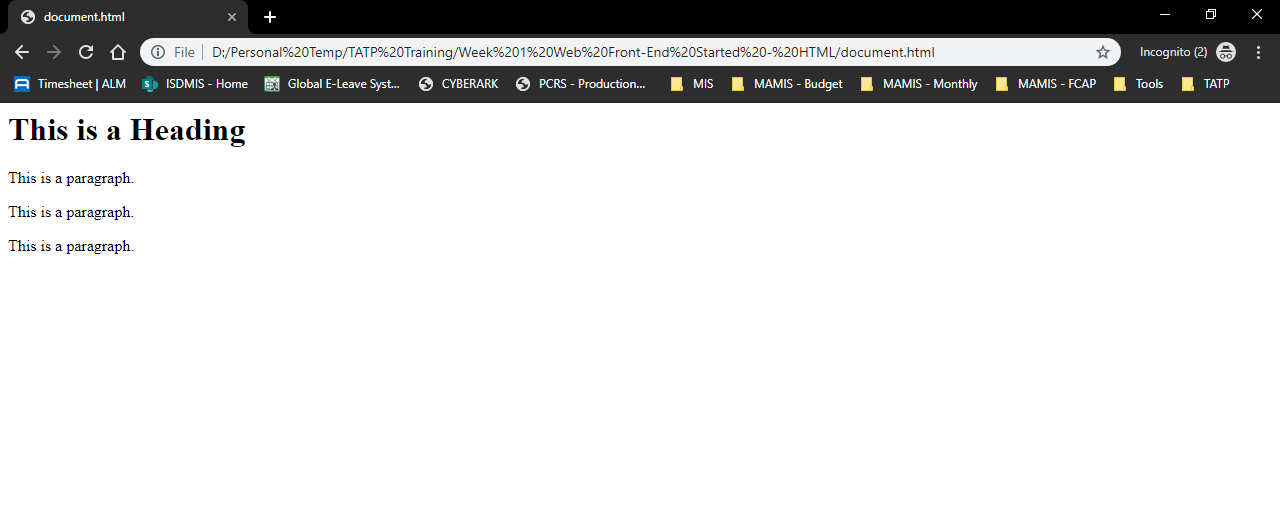 document.html
File D:/Personal%20Temp/TATP%20Training/Week%201%20Web%20Front-End%20Started%20-%20HTML/document.html Incognito (2)
Timesheet | ALM ISDMIS - Home Global E-Leave Syst... CYBERARK PCRS - Production... MIS MAMIS - Budget MAMIS - Monthly MAMIS - FCAP Tools TATP
This is a Heading
This is a paragraph.
This is a paragraph.
This is a paragraph.